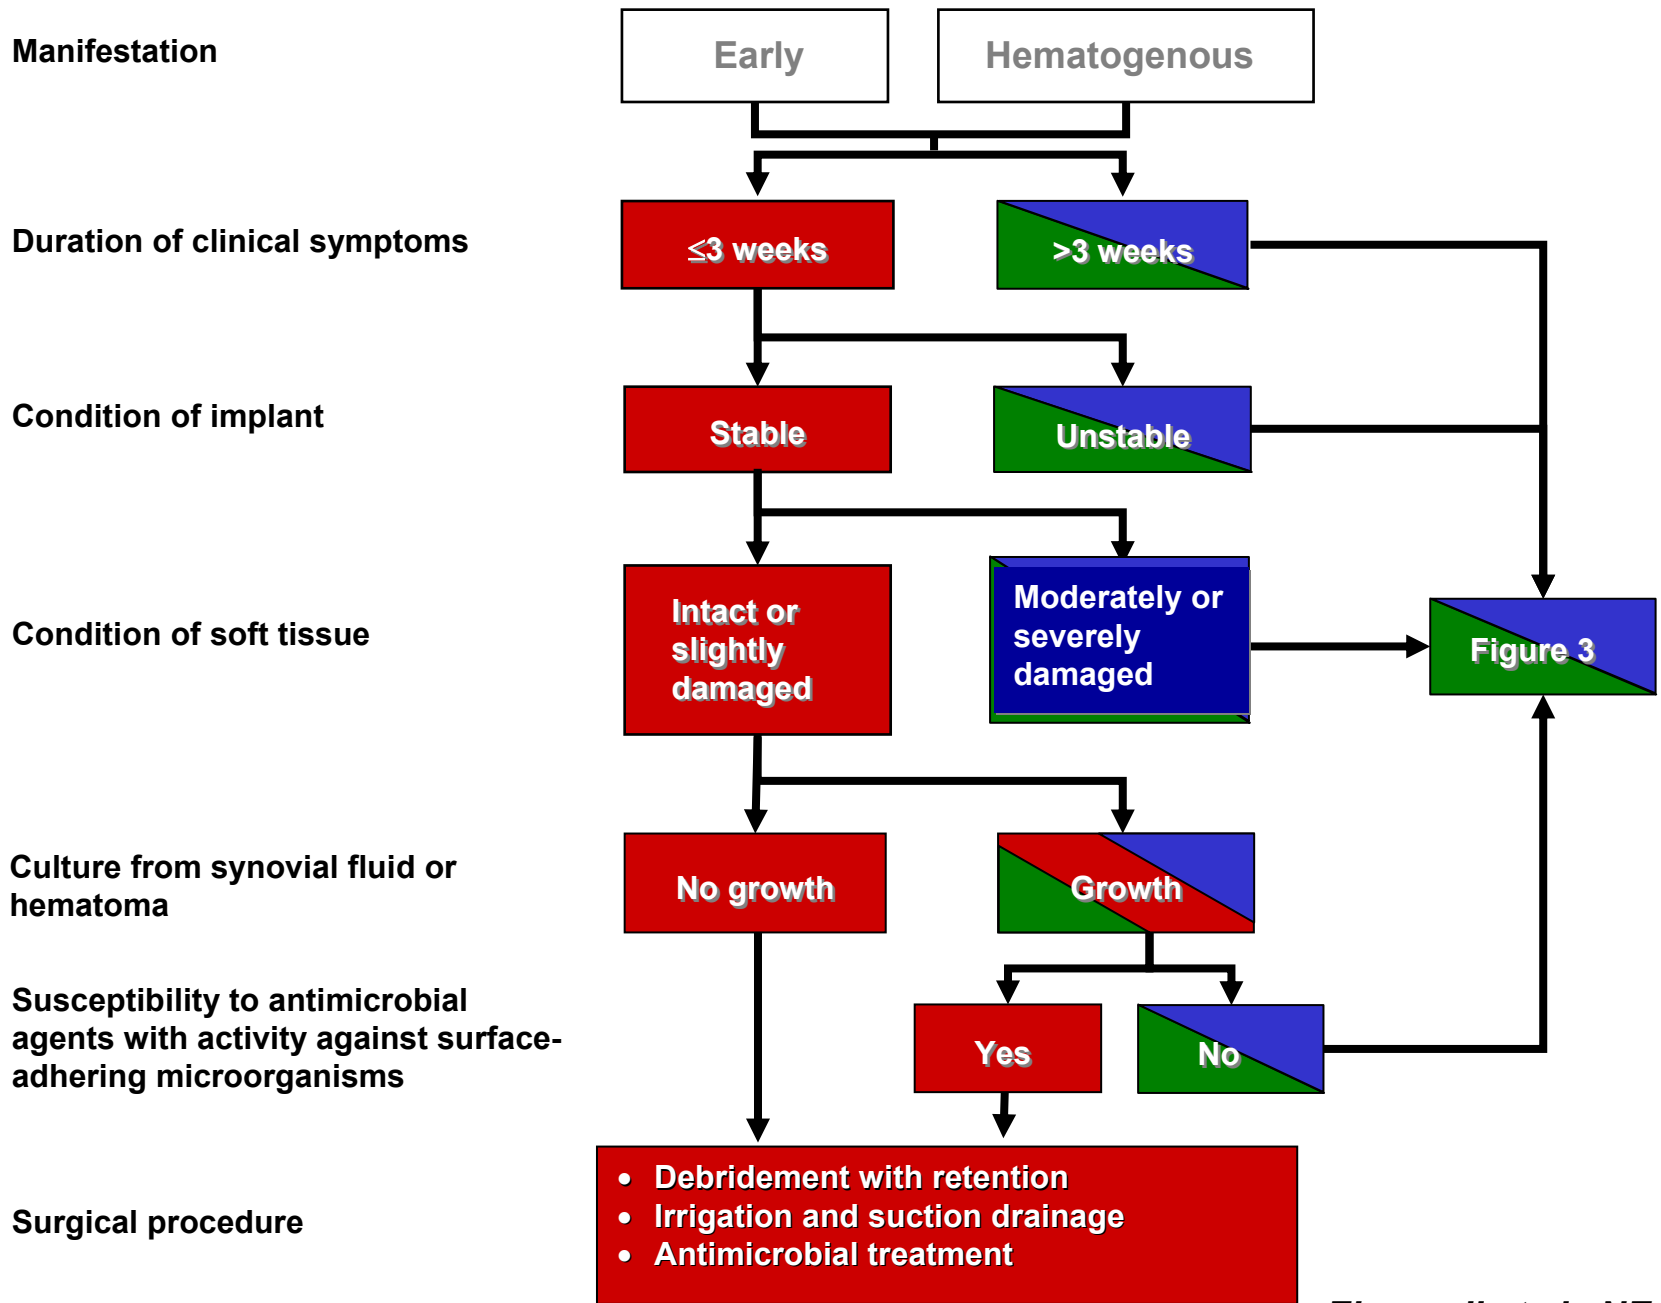 Manifestation
Early
Hematogenous
Duration of clinical symptoms
≤3 weeks
>3 weeks
Condition of implant
Stable
Unstable
Condition of soft tissue
Intact or
slightly
damaged
Moderately or
severely
damaged
Figure 3
Culture from synovial fluid or
hematoma
No growth
Growth
Susceptibility to antimicrobial
agents with activity against surface-
adhering microorganisms
Yes
No
Surgical procedure
• Debridement with retention
• Irrigation and suction drainage
• Antimicrobial treatment